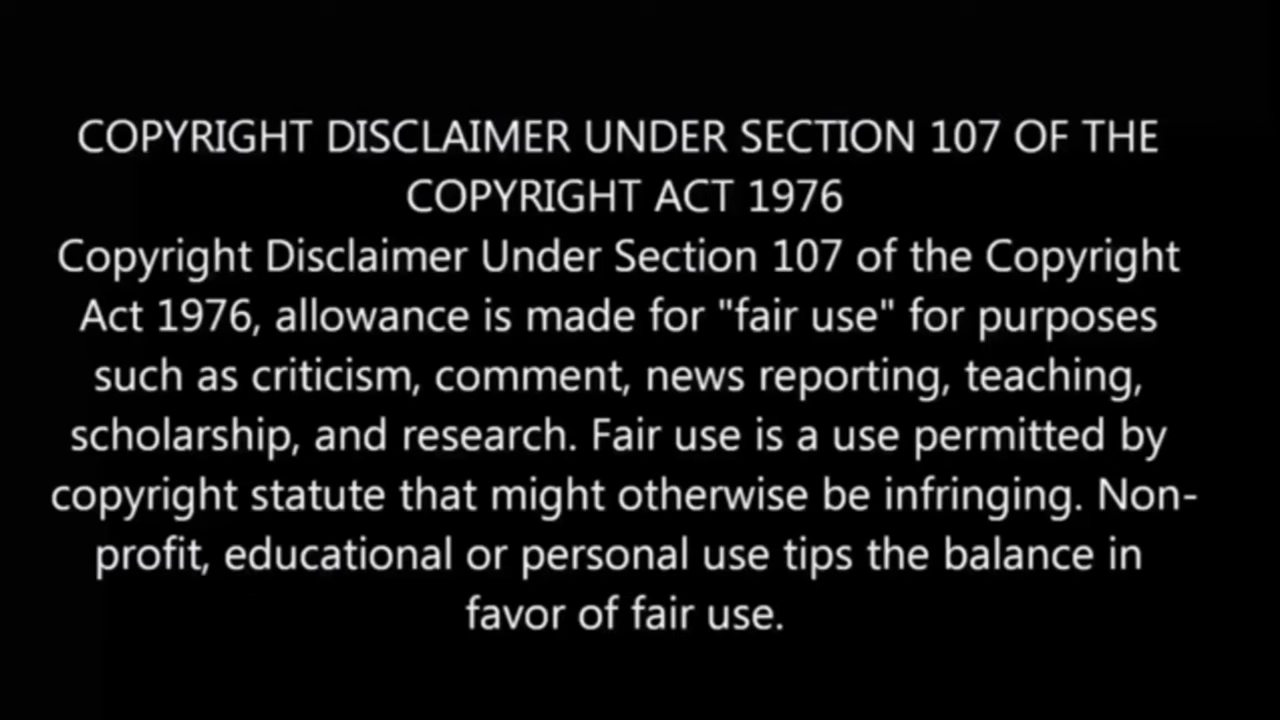 COPYRIGHT DISCLAIMER UNDER SECTION 107 OF THE
COPYRIGHT ACT 1976
Copyright Disclaimer Under Section 107 of the Copyright
Act 1976, allowance is made for "fair use" for purposes
such as criticism, comment, news reporting, teaching,
scholarship, and research. Fair use is a use permitted by
copyright statute that might otherwise be infringing. Non-
profit, educational or personal use tips the balance in
favor of fair use.